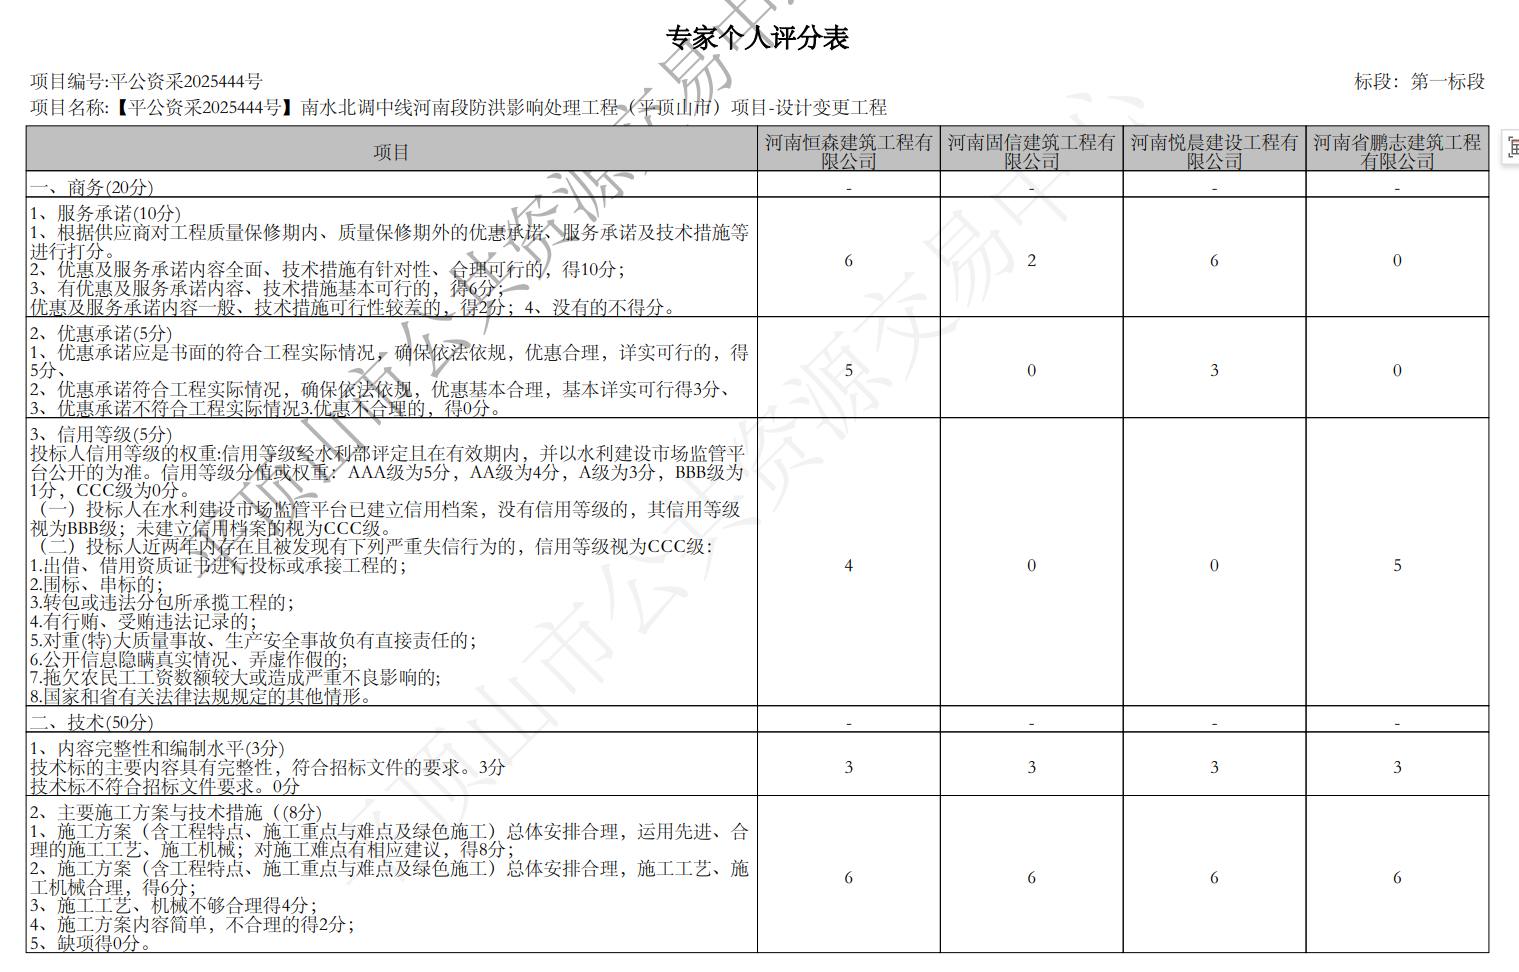 专家个人评分表
项目编号:平公资采2025444号
标段：第一标段
项目名称:【平公资采2025444号】南水北调中线河南段防洪影响处理工程（平顶山市）项目-设计变更工程
项目
河南恒森建筑工程有
限公司
河南固信建筑工程有
限公司
河南悦晨建设工程有
限公司
河南省鹏志建筑工程
有限公司
一、商务(20分)
-
-
-
-
1、服务承诺(10分)
1、根据供应商对工程质量保修期内、质量保修期外的优惠承诺、服务承诺及技术措施等
进行打分。
2、优惠及服务承诺内容全面、技术措施有针对性、合理可行的，得10分；
3、有优惠及服务承诺内容、技术措施基本可行的，得6分；
优惠及服务承诺内容一般、技术措施可行性较差的，得2分；4、没有的不得分。
6
2
6
0
2、优惠承诺(5分)
1、优惠承诺应是书面的符合工程实际情况，确保依法依规，优惠合理，详实可行的，得
5分、
2、优惠承诺符合工程实际情况，确保依法依规，优惠基本合理，基本详实可行得3分、
3、优惠承诺不符合工程实际情况3.优惠不合理的，得0分。
5
0
3
0
3、信用等级(5分)
投标人信用等级的权重:信用等级经水利部评定且在有效期内，并以水利建设市场监管平
台公开的为准。信用等级分值或权重：AAA级为5分，AA级为4分，A级为3分，BBB级为
1分，CCC级为0分。
（一）投标人在水利建设市场监管平台已建立信用档案，没有信用等级的，其信用等级
视为BBB级；未建立信用档案的视为CCC级。
（二）投标人近两年内存在且被发现有下列严重失信行为的，信用等级视为CCC级：
1.出借、借用资质证书进行投标或承接工程的；
2.围标、串标的；
3.转包或违法分包所承揽工程的；
4.有行贿、受贿违法记录的；
5.对重(特)大质量事故、生产安全事故负有直接责任的；
6.公开信息隐瞒真实情况、弄虚作假的;
7.拖欠农民工工资数额较大或造成严重不良影响的;
8.国家和省有关法律法规规定的其他情形。
4
0
0
5
二、技术(50分)
-
-
-
-
1、内容完整性和编制水平(3分)
技术标的主要内容具有完整性，符合招标文件的要求。3分
技术标不符合招标文件要求。0分
3
3
3
3
2、主要施工方案与技术措施（(8分)
1、施工方案（含工程特点、施工重点与难点及绿色施工）总体安排合理，运用先进、合
理的施工工艺、施工机械；对施工难点有相应建议，得8分；
2、施工方案（含工程特点、施工重点与难点及绿色施工）总体安排合理，施工工艺、施
工机械合理，得6分；
3、施工工艺、机械不够合理得4分；
4、施工方案内容简单，不合理的得2分；
5、缺项得0分。
6
6
6
6
平顶山市公共资源交易中
平顶山市公共资源交易中心